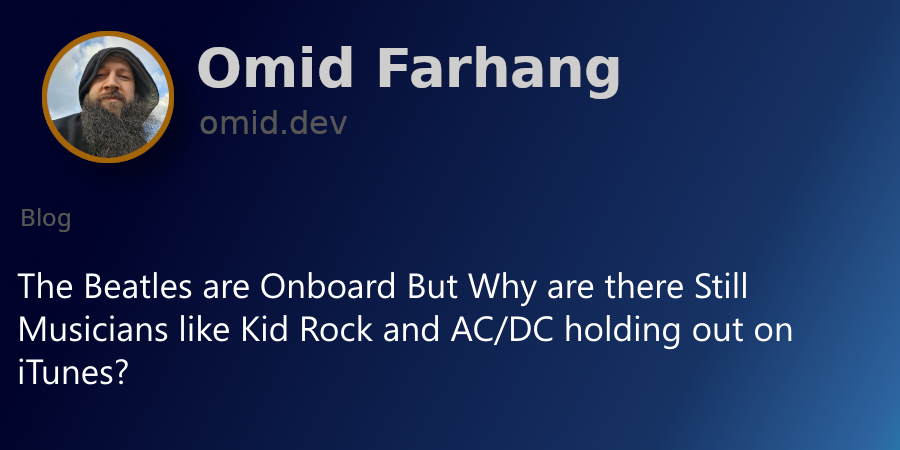 Omid Farhang
omid.dev
Blog
The Beatles are Onboard But Why are there Still
Musicians like Kid Rock and AC/DC holding out on
iTunes?